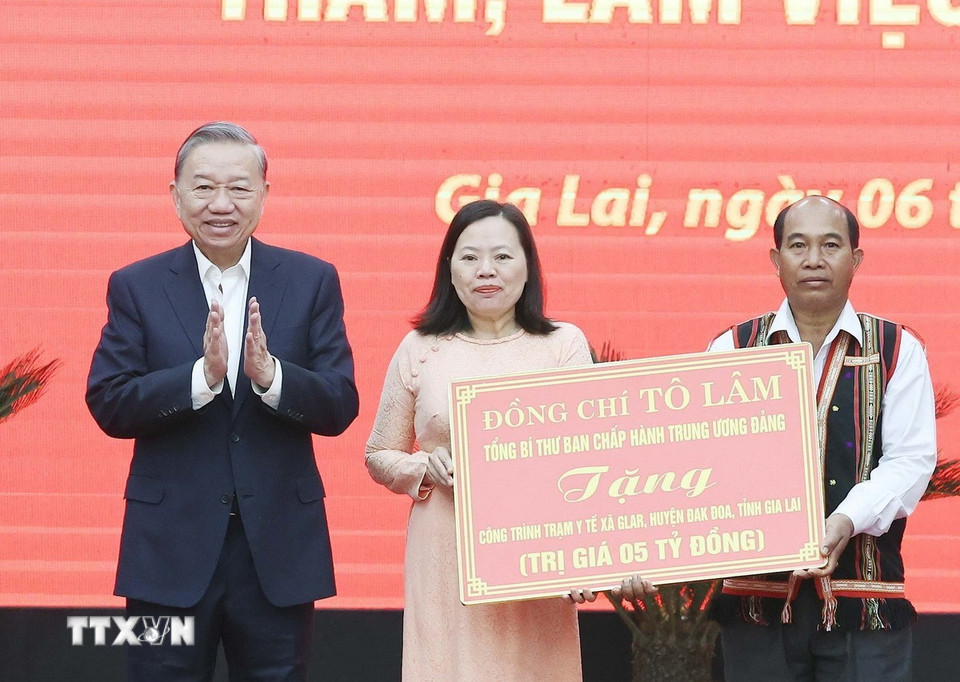 THĂM, LÀM VIỆC
Gia Lai, ngày 06
ĐỒNG CHÍ TÔ LÂM
TỔNG BÍ THƯ BAN CHẤP HÀNH TRUNG ƯƠNG ĐẢNG
Tặng
CÔNG TRÌNH TRẠM Y TẾ XÃ GLAR, HUYỆN ĐAK ĐOA, TỈNH GIA LAI
(TRỊ GIÁ 05 TỶ ĐỒNG)
TTXVN